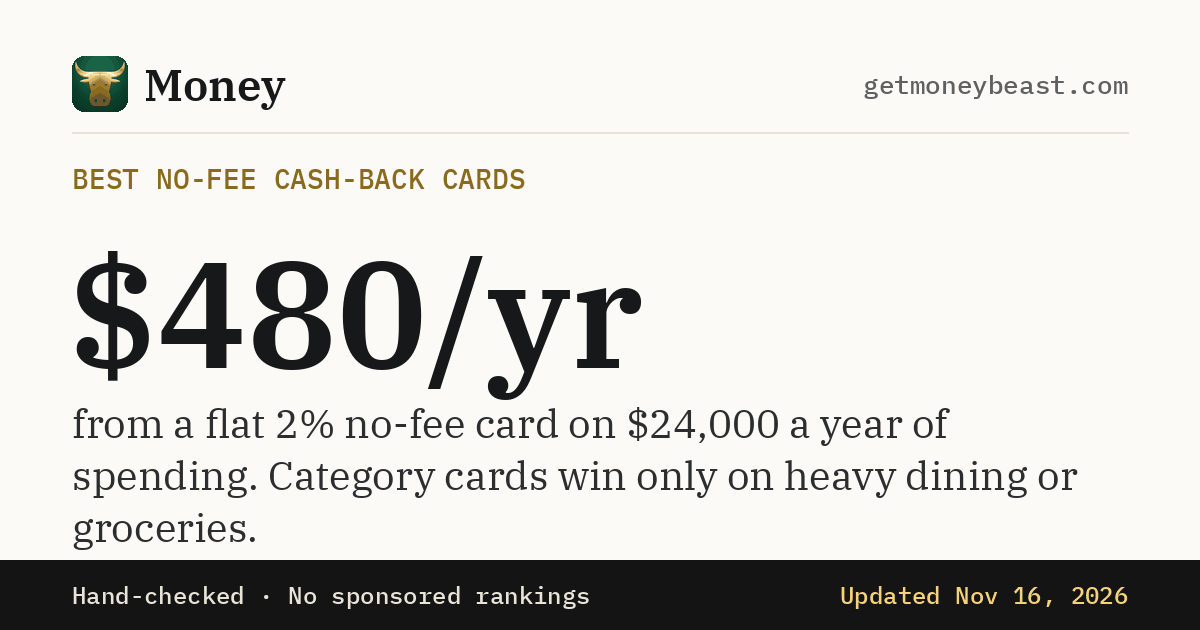 Money
getmoneybeast.com
BEST NO-FEE CASH-BACK CARDS
$480/yr
from a flat 2% no-fee card on $24,000 a year of
spending. Category cards win only on heavy dining or
groceries.
Hand-checked · No sponsored rankings
Updated Nov 16, 2026